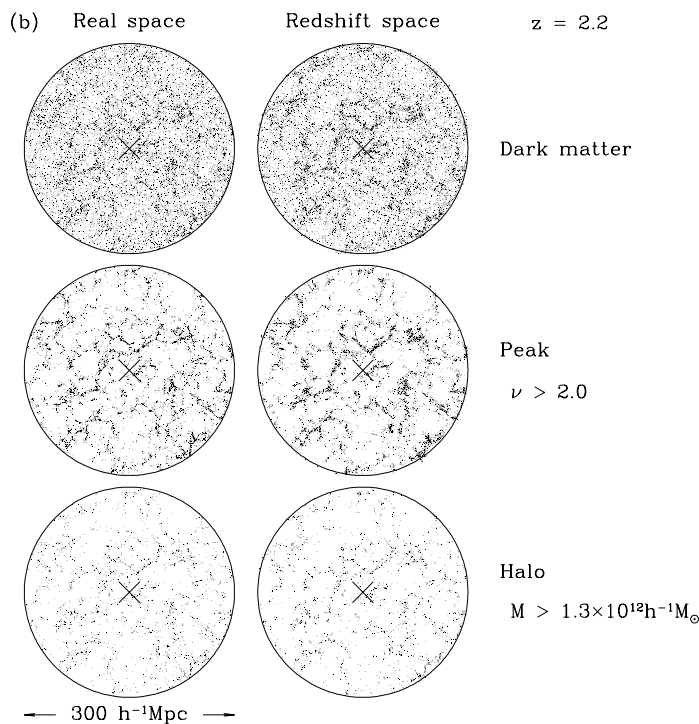 (b) Real space Redshift space z = 2.2
Dark matter
Peak
ν > 2.0
Halo
M > 1.3×10¹²h⁻¹M⊙
300 h⁻¹Mpc